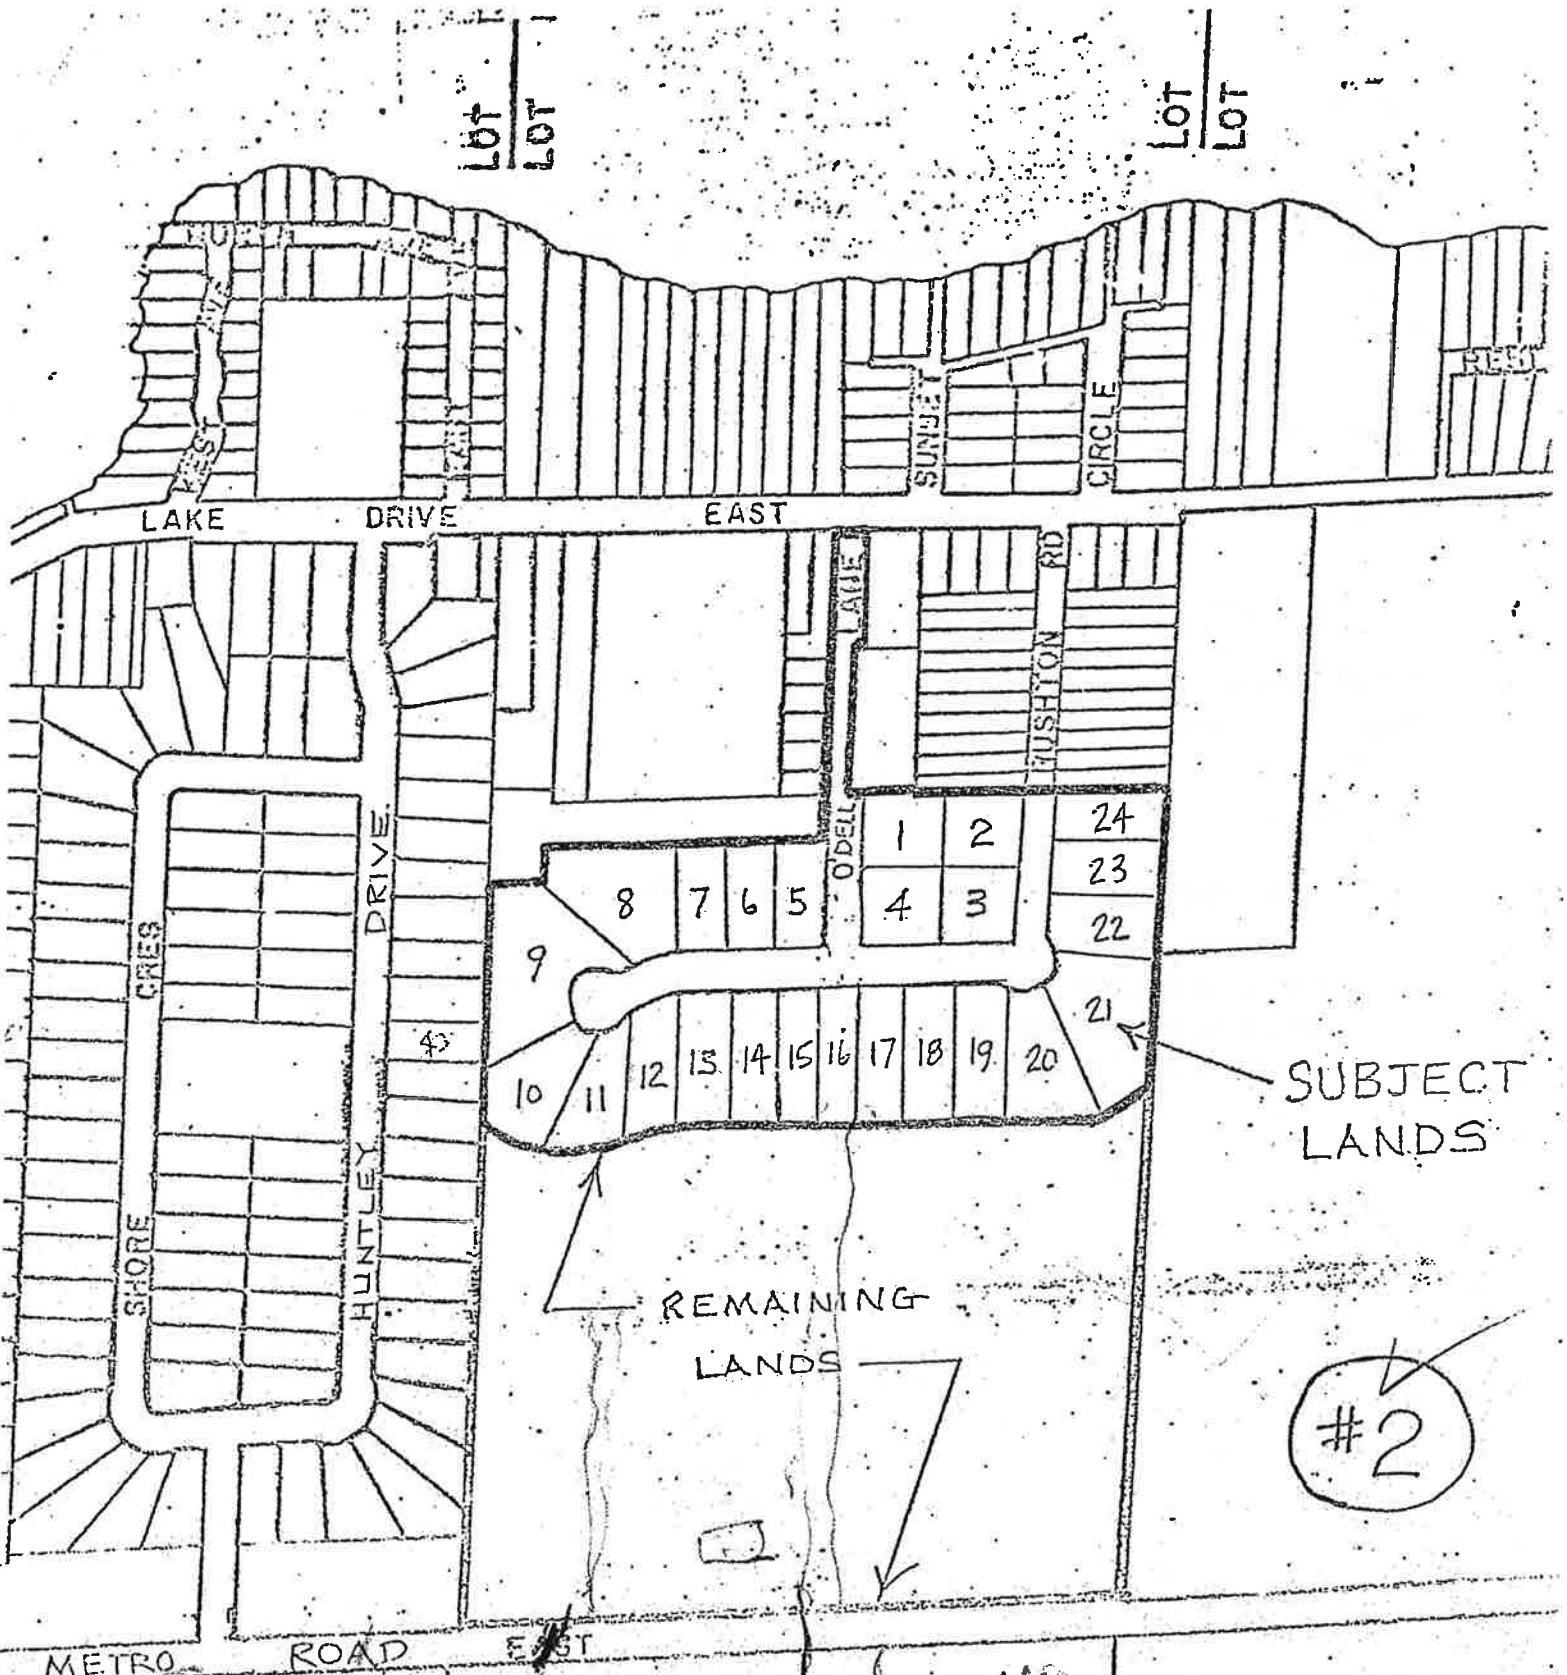 LOT
LOT
LOT
LOT
SUNSET
CIRCLE
LAKE DRIVE EAST
LANE
RUSHTON RD
O'DELL
1 2 24
23
8 7 6 5 4 3 22
9
21
10 11 12 13 14 15 16 17 18 19 20
SHORE CRES
HUNTLEY DRIVE
SUBJECT
LANDS
REMAINING
LANDS
#2
METRO ROAD EAST